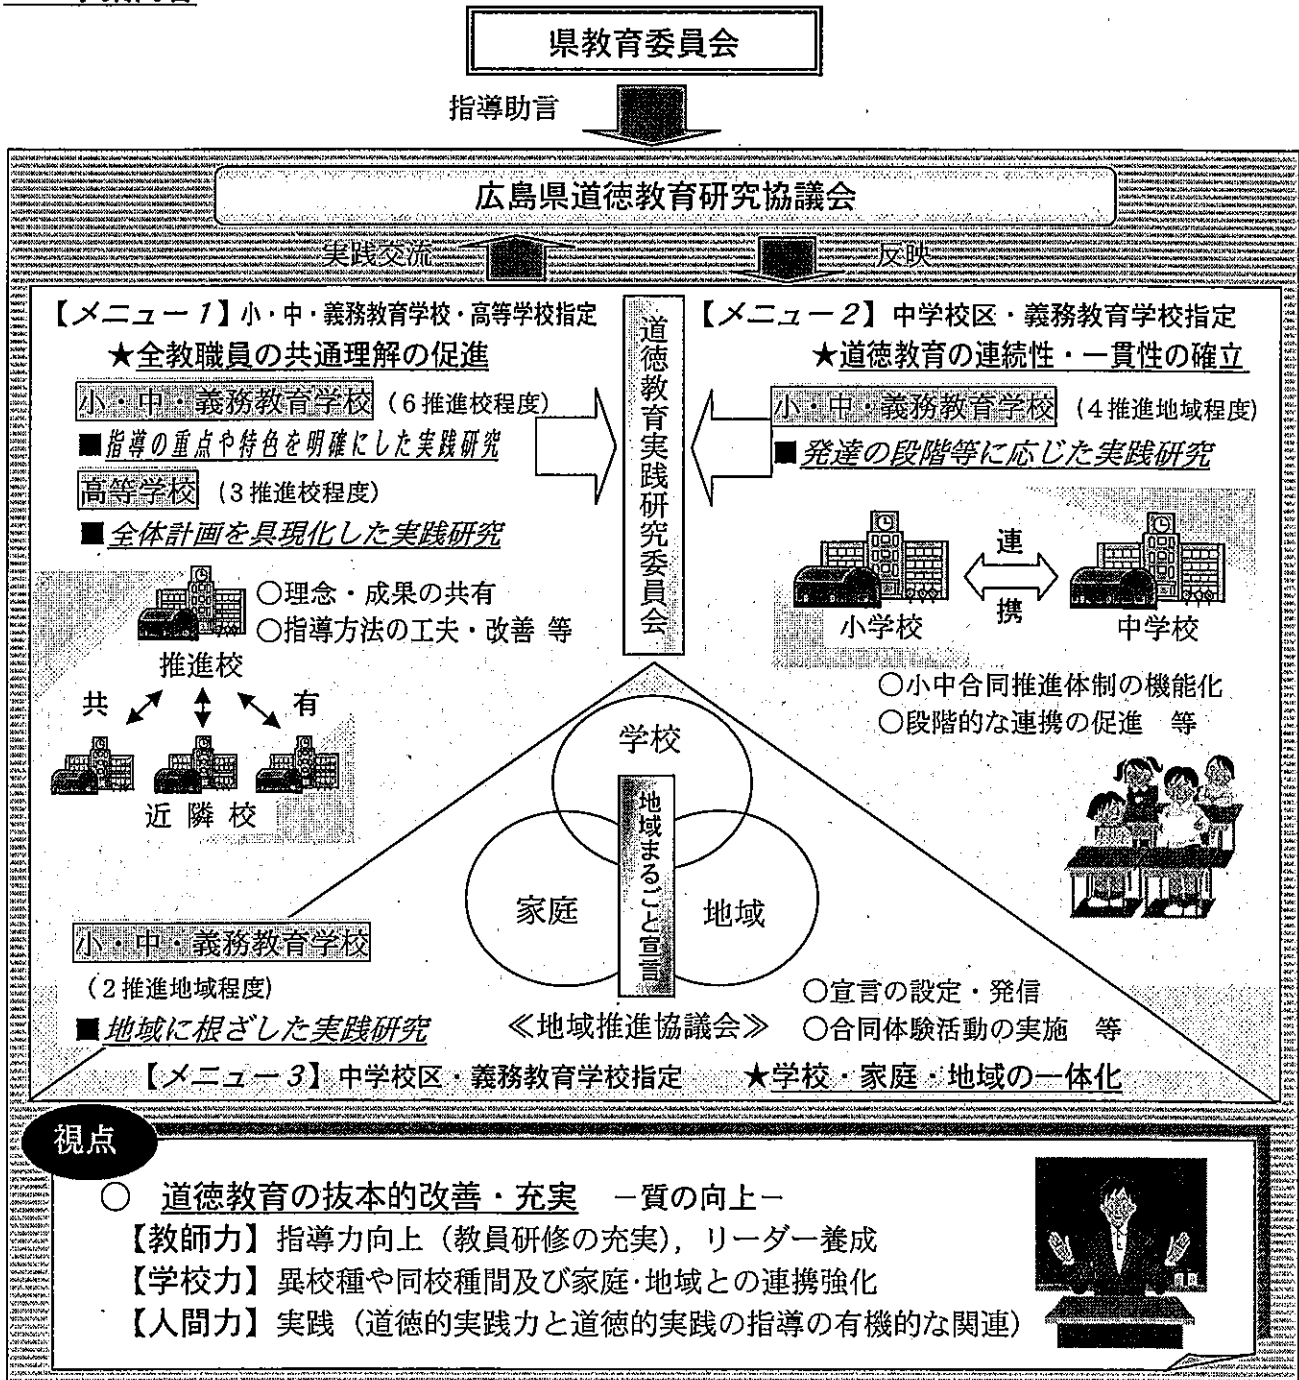 県教育委員会
指導助言
広島県道徳教育研究協議会
実践交流
反映
【メニュー1】小・中・義務教育学校・高等学校指定
★全教職員の共通理解の促進
小・中・義務教育学校（6推進校程度）
■指導の重点や特色を明確にした実践研究
高等学校（3推進校程度）
■全体計画を具現化した実践研究
○理念・成果の共有
○指導方法の工夫・改善 等
推進校
共 有
近隣校
道徳教育実践研究委員会
【メニュー2】中学校区・義務教育学校指定
★道徳教育の連続性・一貫性の確立
小・中・義務教育学校（4推進地域程度）
■発達の段階等に応じた実践研究
連
携
小学校
中学校
○小中合同推進体制の機能化
○段階的な連携の促進 等
学校
家庭
地域
地域まるごと宣言
小・中・義務教育学校
（2推進地域程度）
■地域に根ざした実践研究
≪地域推進協議会≫
○宣言の設定・発信
○合同体験活動の実施 等
【メニュー3】中学校区・義務教育学校指定 ★学校・家庭・地域の一体化
視点
○ 道徳教育の抜本的改善・充実 －質の向上－
【教師力】指導力向上（教員研修の充実），リーダー養成
【学校力】異校種や同校種間及び家庭・地域との連携強化
【人間力】実践（道徳的実践力と道徳的実践の指導の有機的な関連）